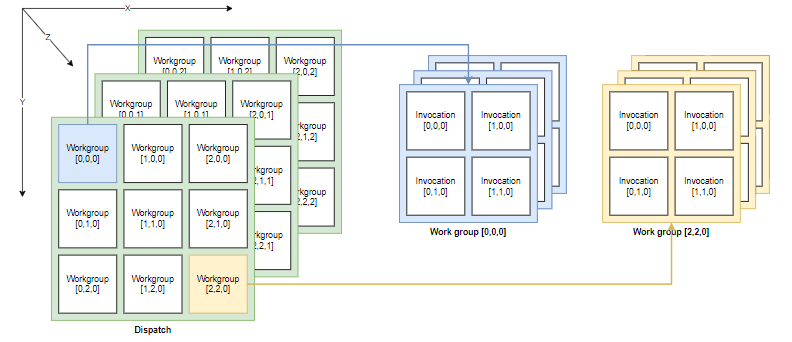 X
Z
Y
Workgroup
[0,0,2]
Workgroup
[1,0,2]
Workgroup
[2,0,2]
Workgroup
[0,0,1]
Workgroup
[1,0,1]
Workgroup
[2,0,1]
Workgroup
[0,0,0]
Workgroup
[1,0,0]
Workgroup
[2,0,0]
kgroup
2,1,2]
kgroup
2,1,1]
kgroup
2,2,2]
kgroup
2,2,1]
Workgroup
[0,1,0]
Workgroup
[1,1,0]
Workgroup
[2,1,0]
Workgroup
[0,2,0]
Workgroup
[1,2,0]
Workgroup
[2,2,0]
Dispatch
Invocation
[0,0,0]
Invocation
[1,0,0]
Invocation
[0,1,0]
Invocation
[1,1,0]
Work group [0,0,0]
Invocation
[0,0,0]
Invocation
[1,0,0]
Invocation
[0,1,0]
Invocation
[1,1,0]
Work group [2,2,0]